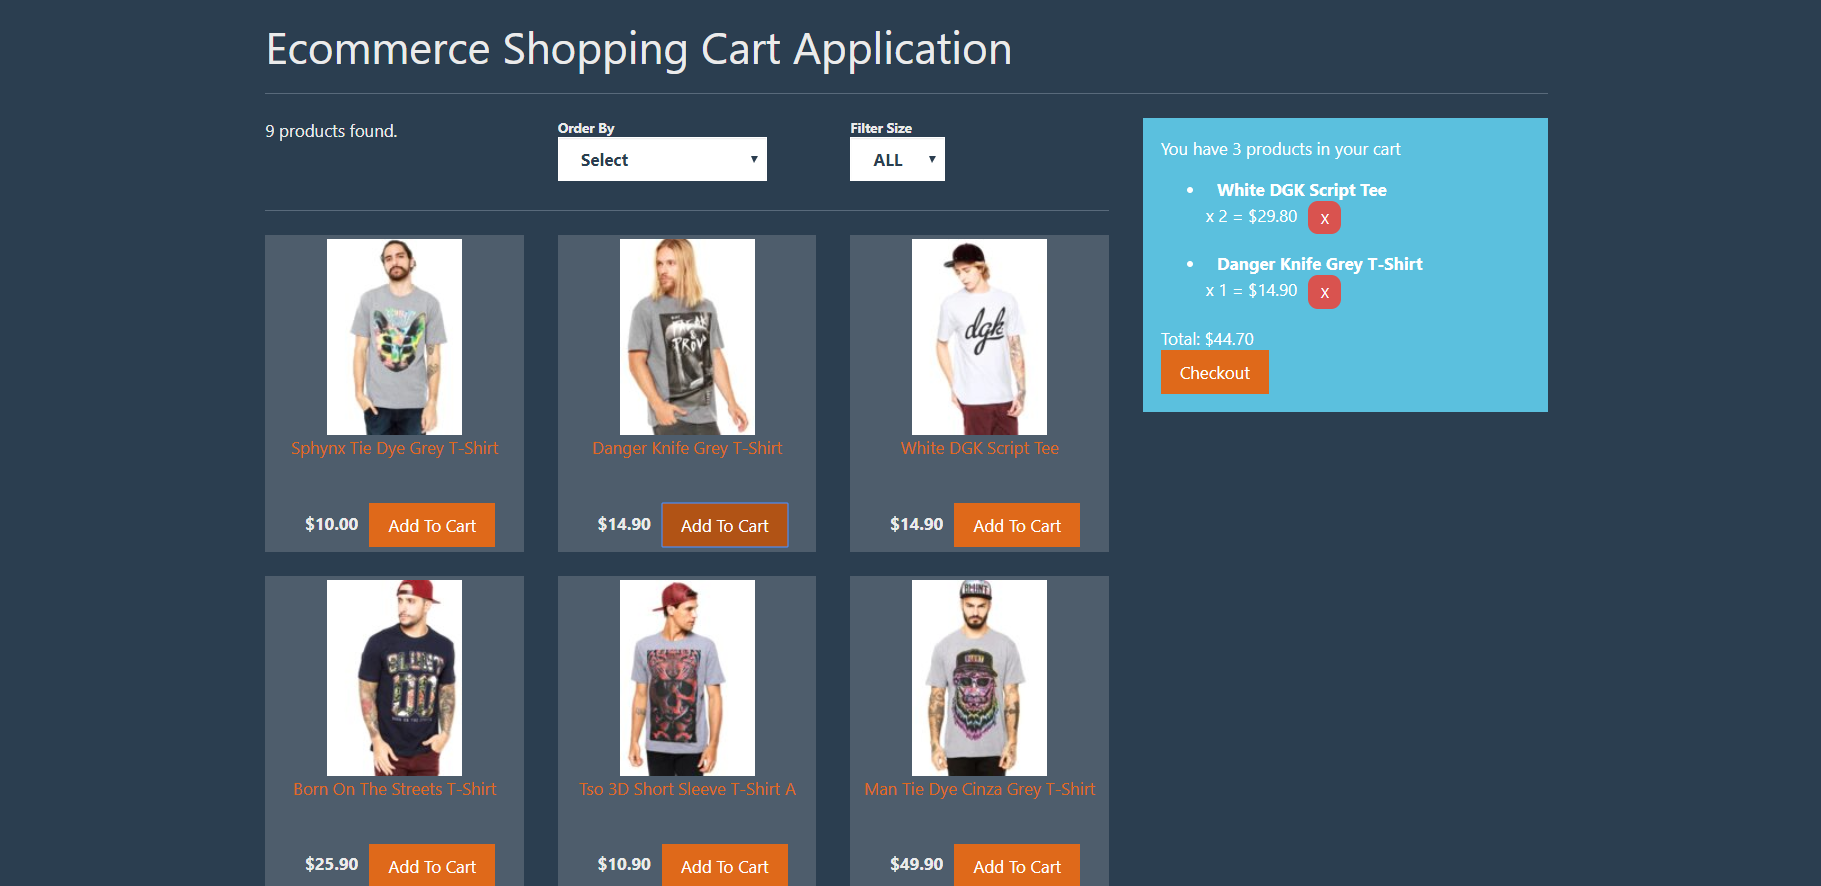 Ecommerce Shopping Cart Application
9 products found.
Order By
Select
Filter Size
ALL
You have 3 products in your cart
White DGK Script Tee
x 2 = $29.80 X
Danger Knife Grey T-Shirt
x 1 = $14.90 X
Total: $44.70
Checkout
dgk
Sphynx Tie Dye Grey T-Shirt
$10.00 Add To Cart
Danger Knife Grey T-Shirt
$14.90 Add To Cart
White DGK Script Tee
$14.90 Add To Cart
BLUNT
Born On The Streets T-Shirt
$25.90 Add To Cart
Tso 3D Short Sleeve T-Shirt A
$10.90 Add To Cart
Man Tie Dye Cinza Grey T-Shirt
$49.90 Add To Cart